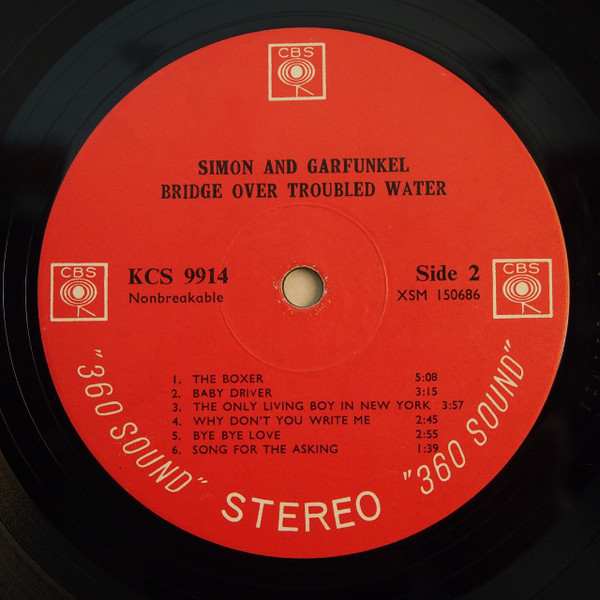 CBS
SIMON AND GARFUNKEL
BRIDGE OVER TROUBLED WATER
CBS
KCS 9914
Nonbreakable
Side 2
XSM 150686
CBS
1. THE BOXER 5:08
2. BABY DRIVER 3:15
3. THE ONLY LIVING BOY IN NEW YORK 3:57
4. WHY DON'T YOU WRITE ME 2:45
5. BYE BYE LOVE 2:55
6. SONG FOR THE ASKING 1:39
"360 SOUND"
STEREO
"360 SOUND"